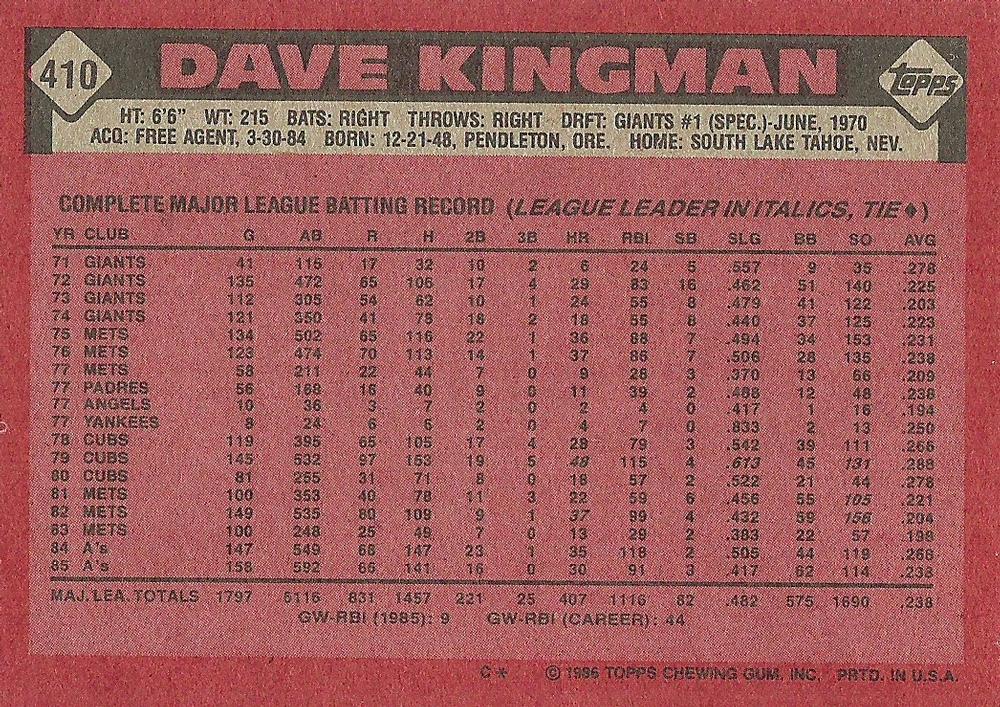 410 DAVE KINGMAN topps
HT: 6'6" WT: 215 BATS: RIGHT THROWS: RIGHT DRFT: GIANTS #1 (SPEC.)-JUNE, 1970
ACQ: FREE AGENT, 3-30-84 BORN: 12-21-48, PENDLETON, ORE. HOME: SOUTH LAKE TAHOE, NEV.
COMPLETE MAJOR LEAGUE BATTING RECORD (LEAGUE LEADER IN ITALICS, TIE♦)
YR CLUB G AB R H 2B 3B HR RBI SB SLG BB SO AVG
71 GIANTS 41 115 17 32 10 2 6 24 5 .557 9 35 .278
72 GIANTS 135 472 65 106 17 4 29 83 16 .462 51 140 .225
73 GIANTS 112 305 54 62 10 1 24 55 8 .479 41 122 .203
74 GIANTS 121 350 41 78 18 2 18 55 8 .440 37 125 .223
75 METS 134 502 65 116 22 1 36 88 7 .494 34 153 .231
76 METS 123 474 70 113 14 1 37 86 7 .506 28 135 .238
77 METS 58 211 22 44 7 0 9 28 3 .370 13 66 .209
77 PADRES 56 168 16 40 9 0 11 39 2 .488 12 48 .238
77 ANGELS 10 36 3 7 2 0 2 4 0 .417 1 16 .194
77 YANKEES 8 24 6 6 2 0 4 7 0 .833 2 13 .250
78 CUBS 119 395 65 105 17 4 28 79 3 .542 39 111 .266
79 CUBS 145 532 97 153 19 5 48 115 4 .613 45 131 .288
80 CUBS 81 255 31 71 8 0 18 57 2 .522 21 44 .278
81 METS 100 353 40 78 11 3 22 59 6 .456 55 105 .221
82 METS 149 535 80 109 9 1 37 99 4 .432 59 156 .204
83 METS 100 248 25 49 7 0 13 29 2 .383 22 57 .198
84 A's 147 549 68 147 23 1 35 118 2 .505 44 119 .268
85 A's 158 592 66 141 16 0 30 91 3 .417 62 114 .238
MAJ. LEA. TOTALS 1797 6116 831 1457 221 25 407 1116 82 .482 575 1690 .238
GW-RBI (1985): 9 GW-RBI (CAREER): 44
C* © 1986 TOPPS CHEWING GUM, INC. PRTD. IN U.S.A.